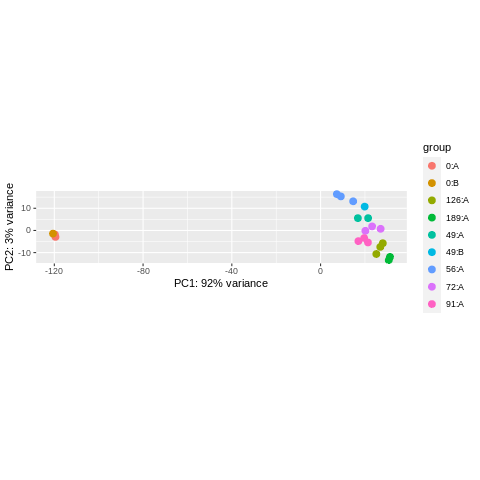 group
0:A
0:B
126:A
189:A
49:A
49:B
56:A
72:A
91:A
PC2: 3% variance
10
0
-10
-120
-80
-40
0
PC1: 92% variance